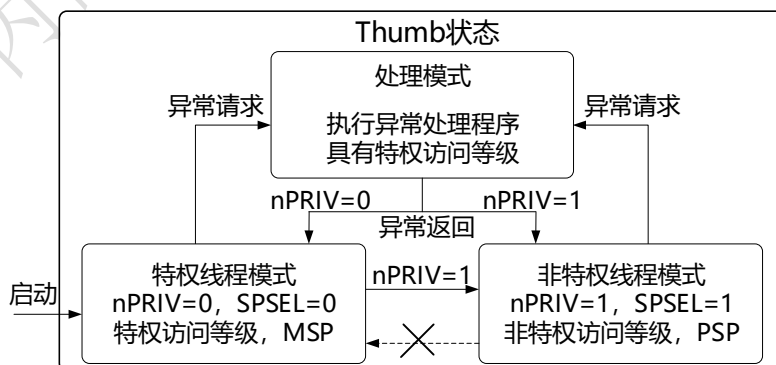 Thumb状态
处理模式
异常请求
异常请求
执行异常处理程序
具有特权访问等级
nPRIV=0
nPRIV=1
异常返回
启动
特权线程模式
nPRIV=0，SPSEL=0
特权访问等级，MSP
nPRIV=1
非特权线程模式
nPRIV=1，SPSEL=1
非特权访问等级，PSP